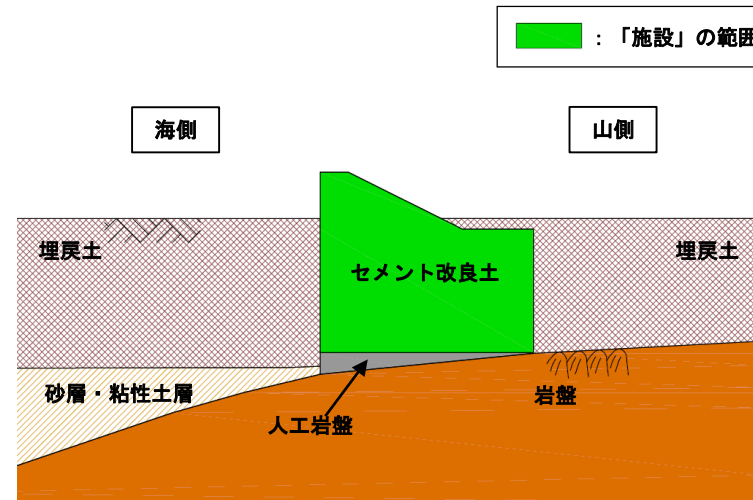 ：「施設」の範囲
海側
山側
埋戻土
埋戻土
セメント改良土
砂層・粘性土層
岩盤
人工岩盤